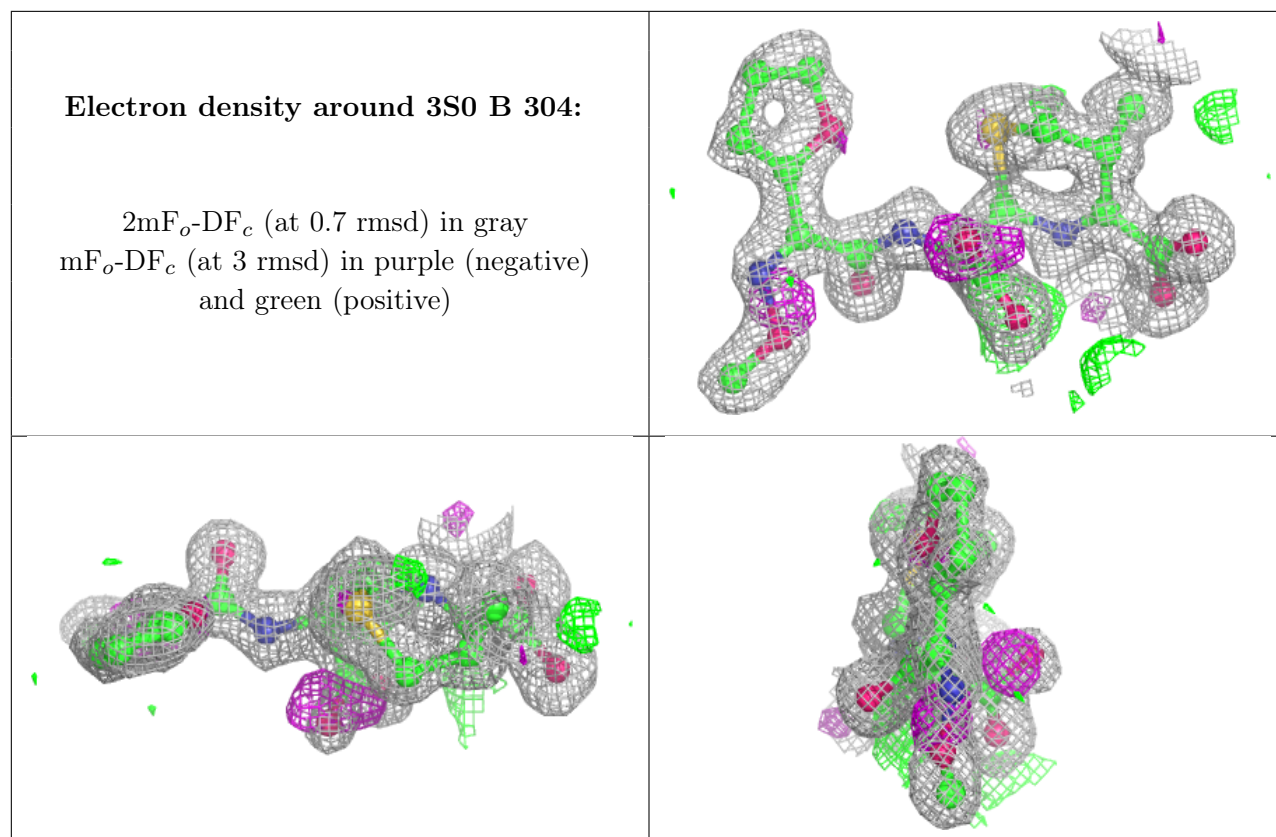 Electron density around 3S0 B 304:
2mFo-DFc (at 0.7 rmsd) in gray
mFo-DFc (at 3 rmsd) in purple (negative)
and green (positive)